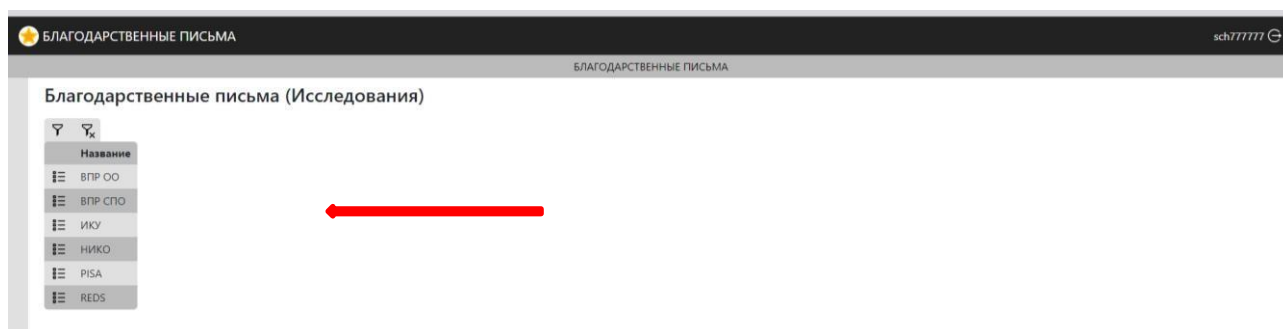 БЛАГОДАРСТВЕННЫЕ ПИСЬМА
sch777777
БЛАГОДАРСТВЕННЫЕ ПИСЬМА
Благодарственные письма (Исследования)
Название
ВПР ОО
ВПР СПО
ИКУ
НИКО
PISA
REDS